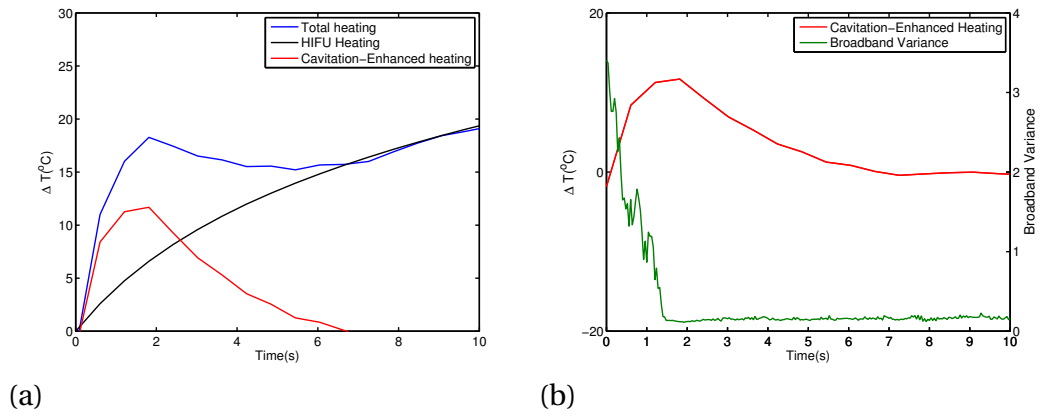 30
25
20
15
10
5
0
Δ T(°C)
0 2 4 6 8 10
Time(s)
Total heating
HIFU Heating
Cavitation−Enhanced heating
(a)
20
0
−20
Δ T(°C)
4
3
2
1
0
Broadband Variance
0 1 2 3 4 5 6 7 8 9 10
Time(s)
Cavitation−Enhanced Heating
Broadband Variance
(b)